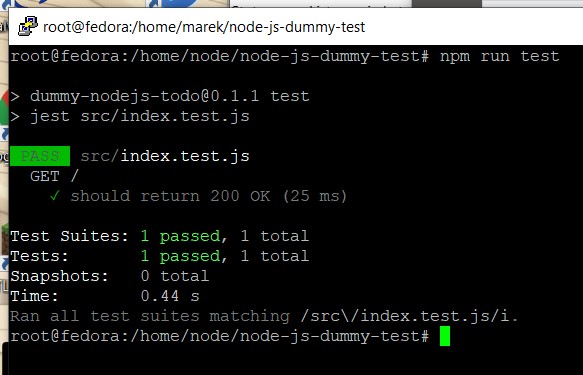 root@fedora:/home/marek/node-js-dummy-test
root@fedora:/home/node/node-js-dummy-test# npm run test
> dummy-nodejs-todo@0.1.1 test
> jest src/index.test.js
PASS src/index.test.js
GET /
✓ should return 200 OK (25 ms)
Test Suites: 1 passed, 1 total
Tests: 1 passed, 1 total
Snapshots: 0 total
Time: 0.44 s
Ran all test suites matching /src\/index.test.js/i.
root@fedora:/home/node/node-js-dummy-test#